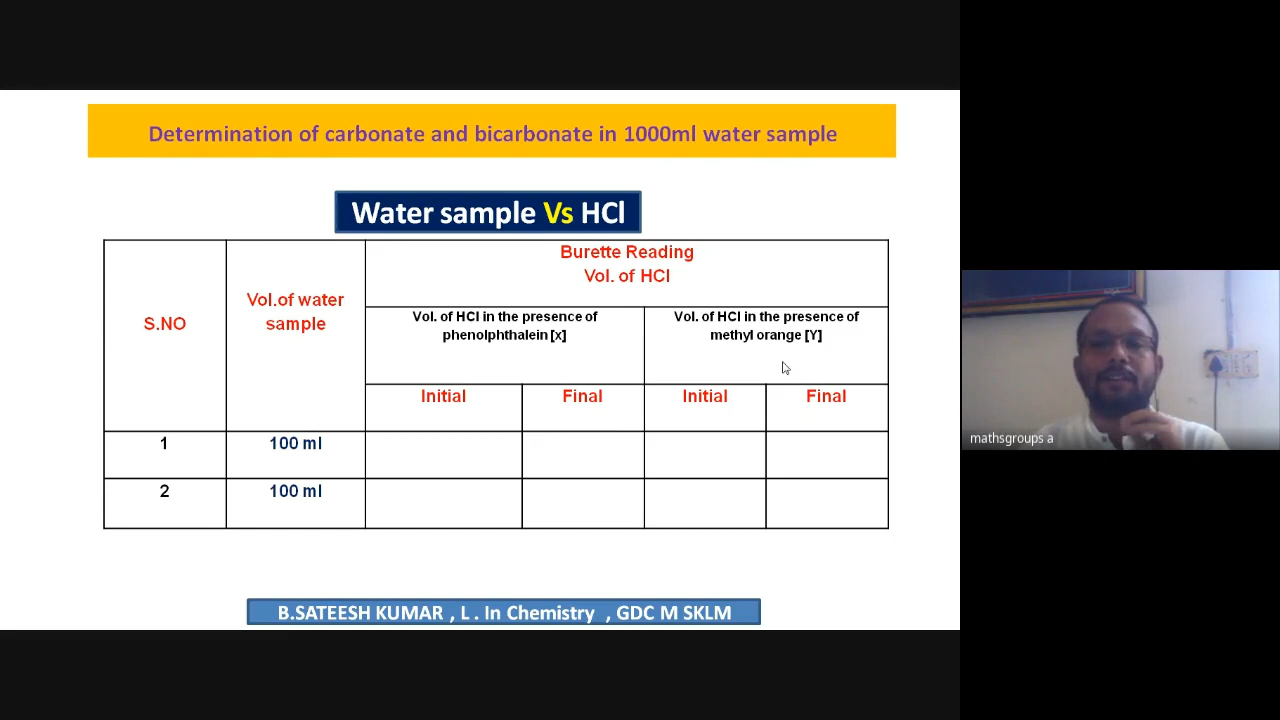 Determination of carbonate and bicarbonate in 1000ml water sample
Water sample Vs HCl
S.NO
Vol.of water
sample
Burette Reading
Vol. of HCl
Vol. of HCl in the presence of
phenolphthalein [x]
Vol. of HCl in the presence of
methyl orange [Y]
Initial
Final
Initial
Final
1
100 ml
2
100 ml
B.SATEESH KUMAR , L . In Chemistry , GDC M SKLM
mathsgroups a